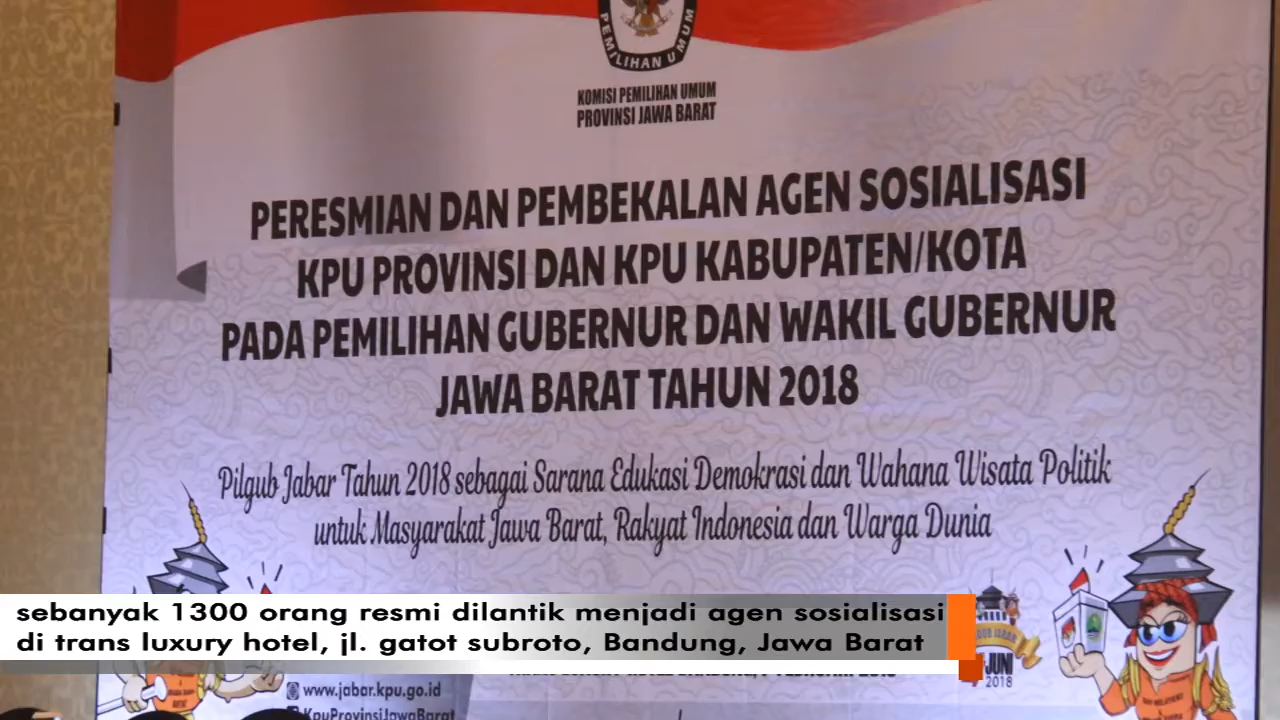 PEMILIHAN UMUM
KOMISI PEMILIHAN UMUM
PROVINSI JAWA BARAT
PERESMIAN DAN PEMBEKALAN AGEN SOSIALISASI
KPU PROVINSI DAN KPU KABUPATEN/KOTA
PADA PEMILIHAN GUBERNUR DAN WAKIL GUBERNUR
JAWA BARAT TAHUN 2018
Pilgub Jabar Tahun 2018 sebagai Sarana Edukasi Demokrasi dan Wahana Wisata Politik
untuk Masyarakat Jawa Barat, Rakyat Indonesia dan Warga Dunia
sebanyak 1300 orang resmi dilantik menjadi agen sosialisasi
di trans luxury hotel, jl. gatot subroto, Bandung, Jawa Barat
JUNI
2018
www.jabar.kpu.go.id
KpuProvinsiJawaBarat